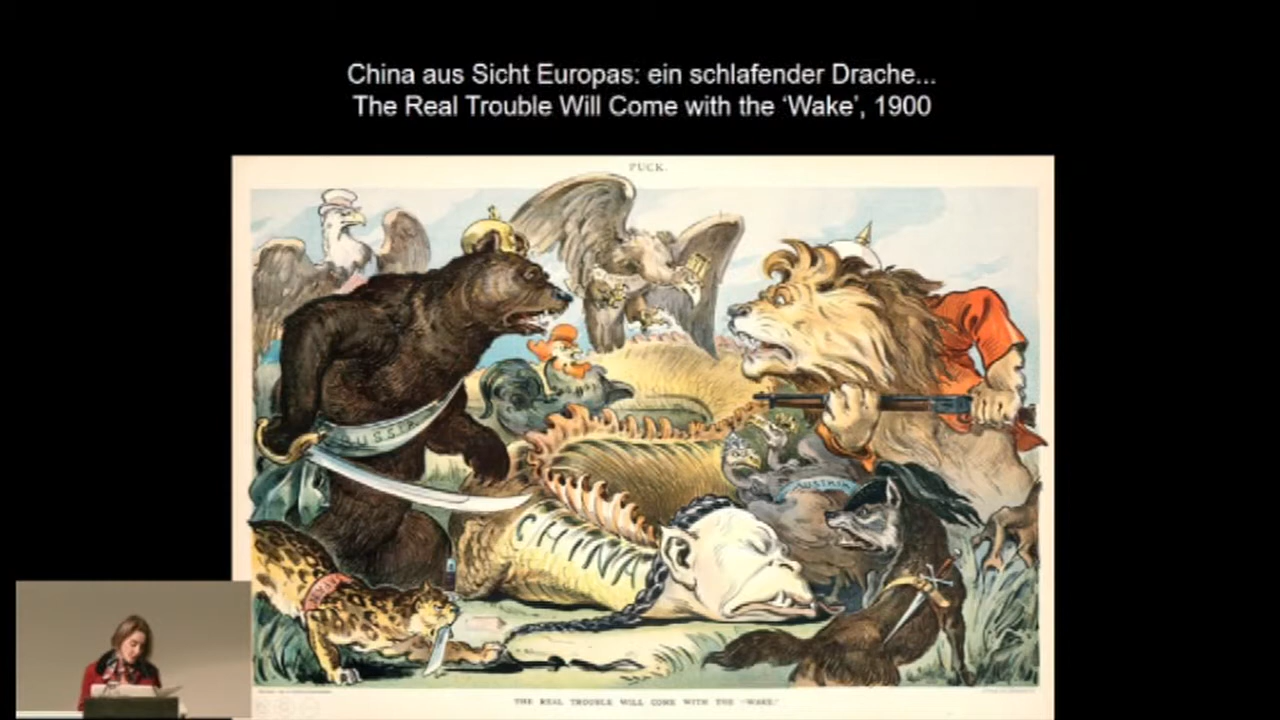 China aus Sicht Europas: ein schlafender Drache...
The Real Trouble Will Come with the ‘Wake’, 1900
PUCK.
RUSSIA
AUSTRIA
CHINA
THE REAL TROUBLE WILL COME WITH THE "WAKE."